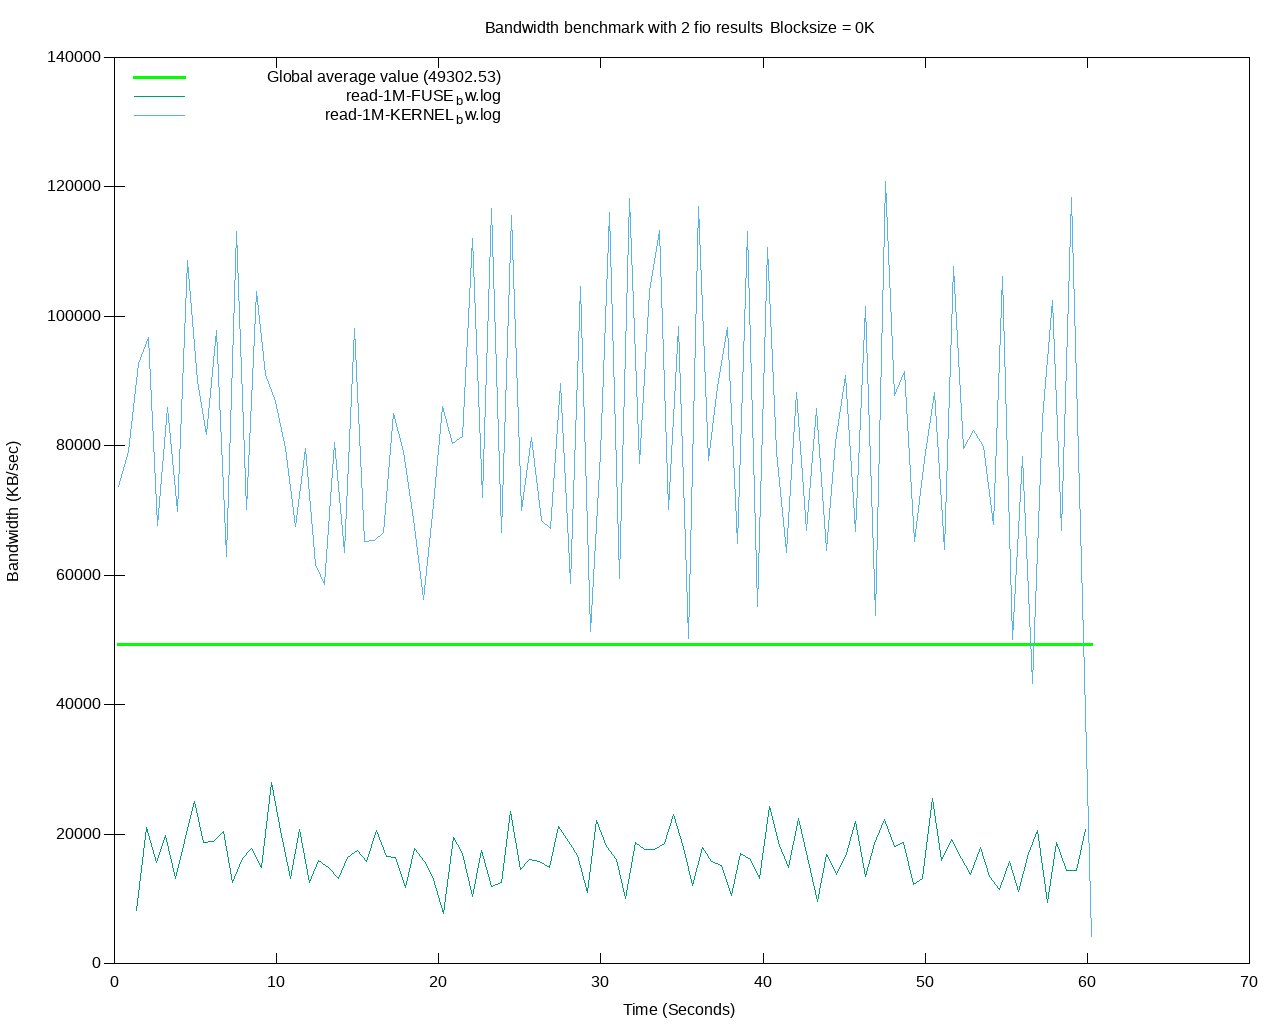 Bandwidth benchmark with 2 fio results Blocksize = 0K
Global average value (49302.53)
read-1M-FUSE_bw.log
read-1M-KERNEL_bw.log
140000
120000
100000
80000
60000
40000
20000
0
Bandwidth (KB/sec)
0 10 20 30 40 50 60 70
Time (Seconds)